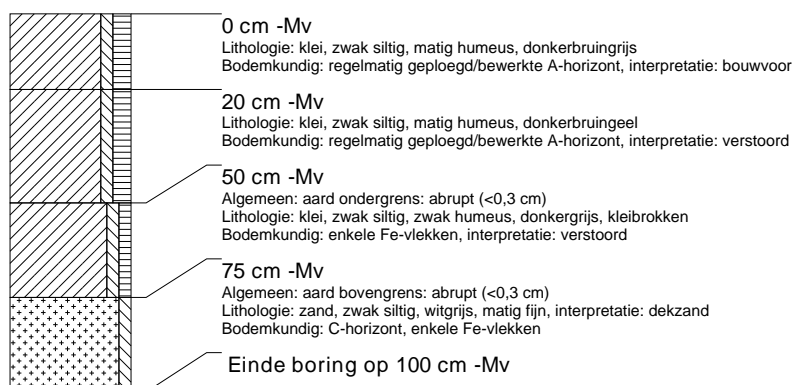 0 cm -Mv
Lithologie: klei, zwak siltig, matig humeus, donkerbruingrijs
Bodemkundig: regelmatig geploegd/bewerkte A-horizont, interpretatie: bouwvoor
20 cm -Mv
Lithologie: klei, zwak siltig, matig humeus, donkerbruingeel
Bodemkundig: regelmatig geploegd/bewerkte A-horizont, interpretatie: verstoord
50 cm -Mv
Algemeen: aard ondergrens: abrupt (<0,3 cm)
Lithologie: klei, zwak siltig, zwak humeus, donkergrijs, kleibrokken
Bodemkundig: enkele Fe-vlekken, interpretatie: verstoord
75 cm -Mv
Algemeen: aard bovengrens: abrupt (<0,3 cm)
Lithologie: zand, zwak siltig, witgrijs, matig fijn, interpretatie: dekzand
Bodemkundig: C-horizont, enkele Fe-vlekken
Einde boring op 100 cm -Mv